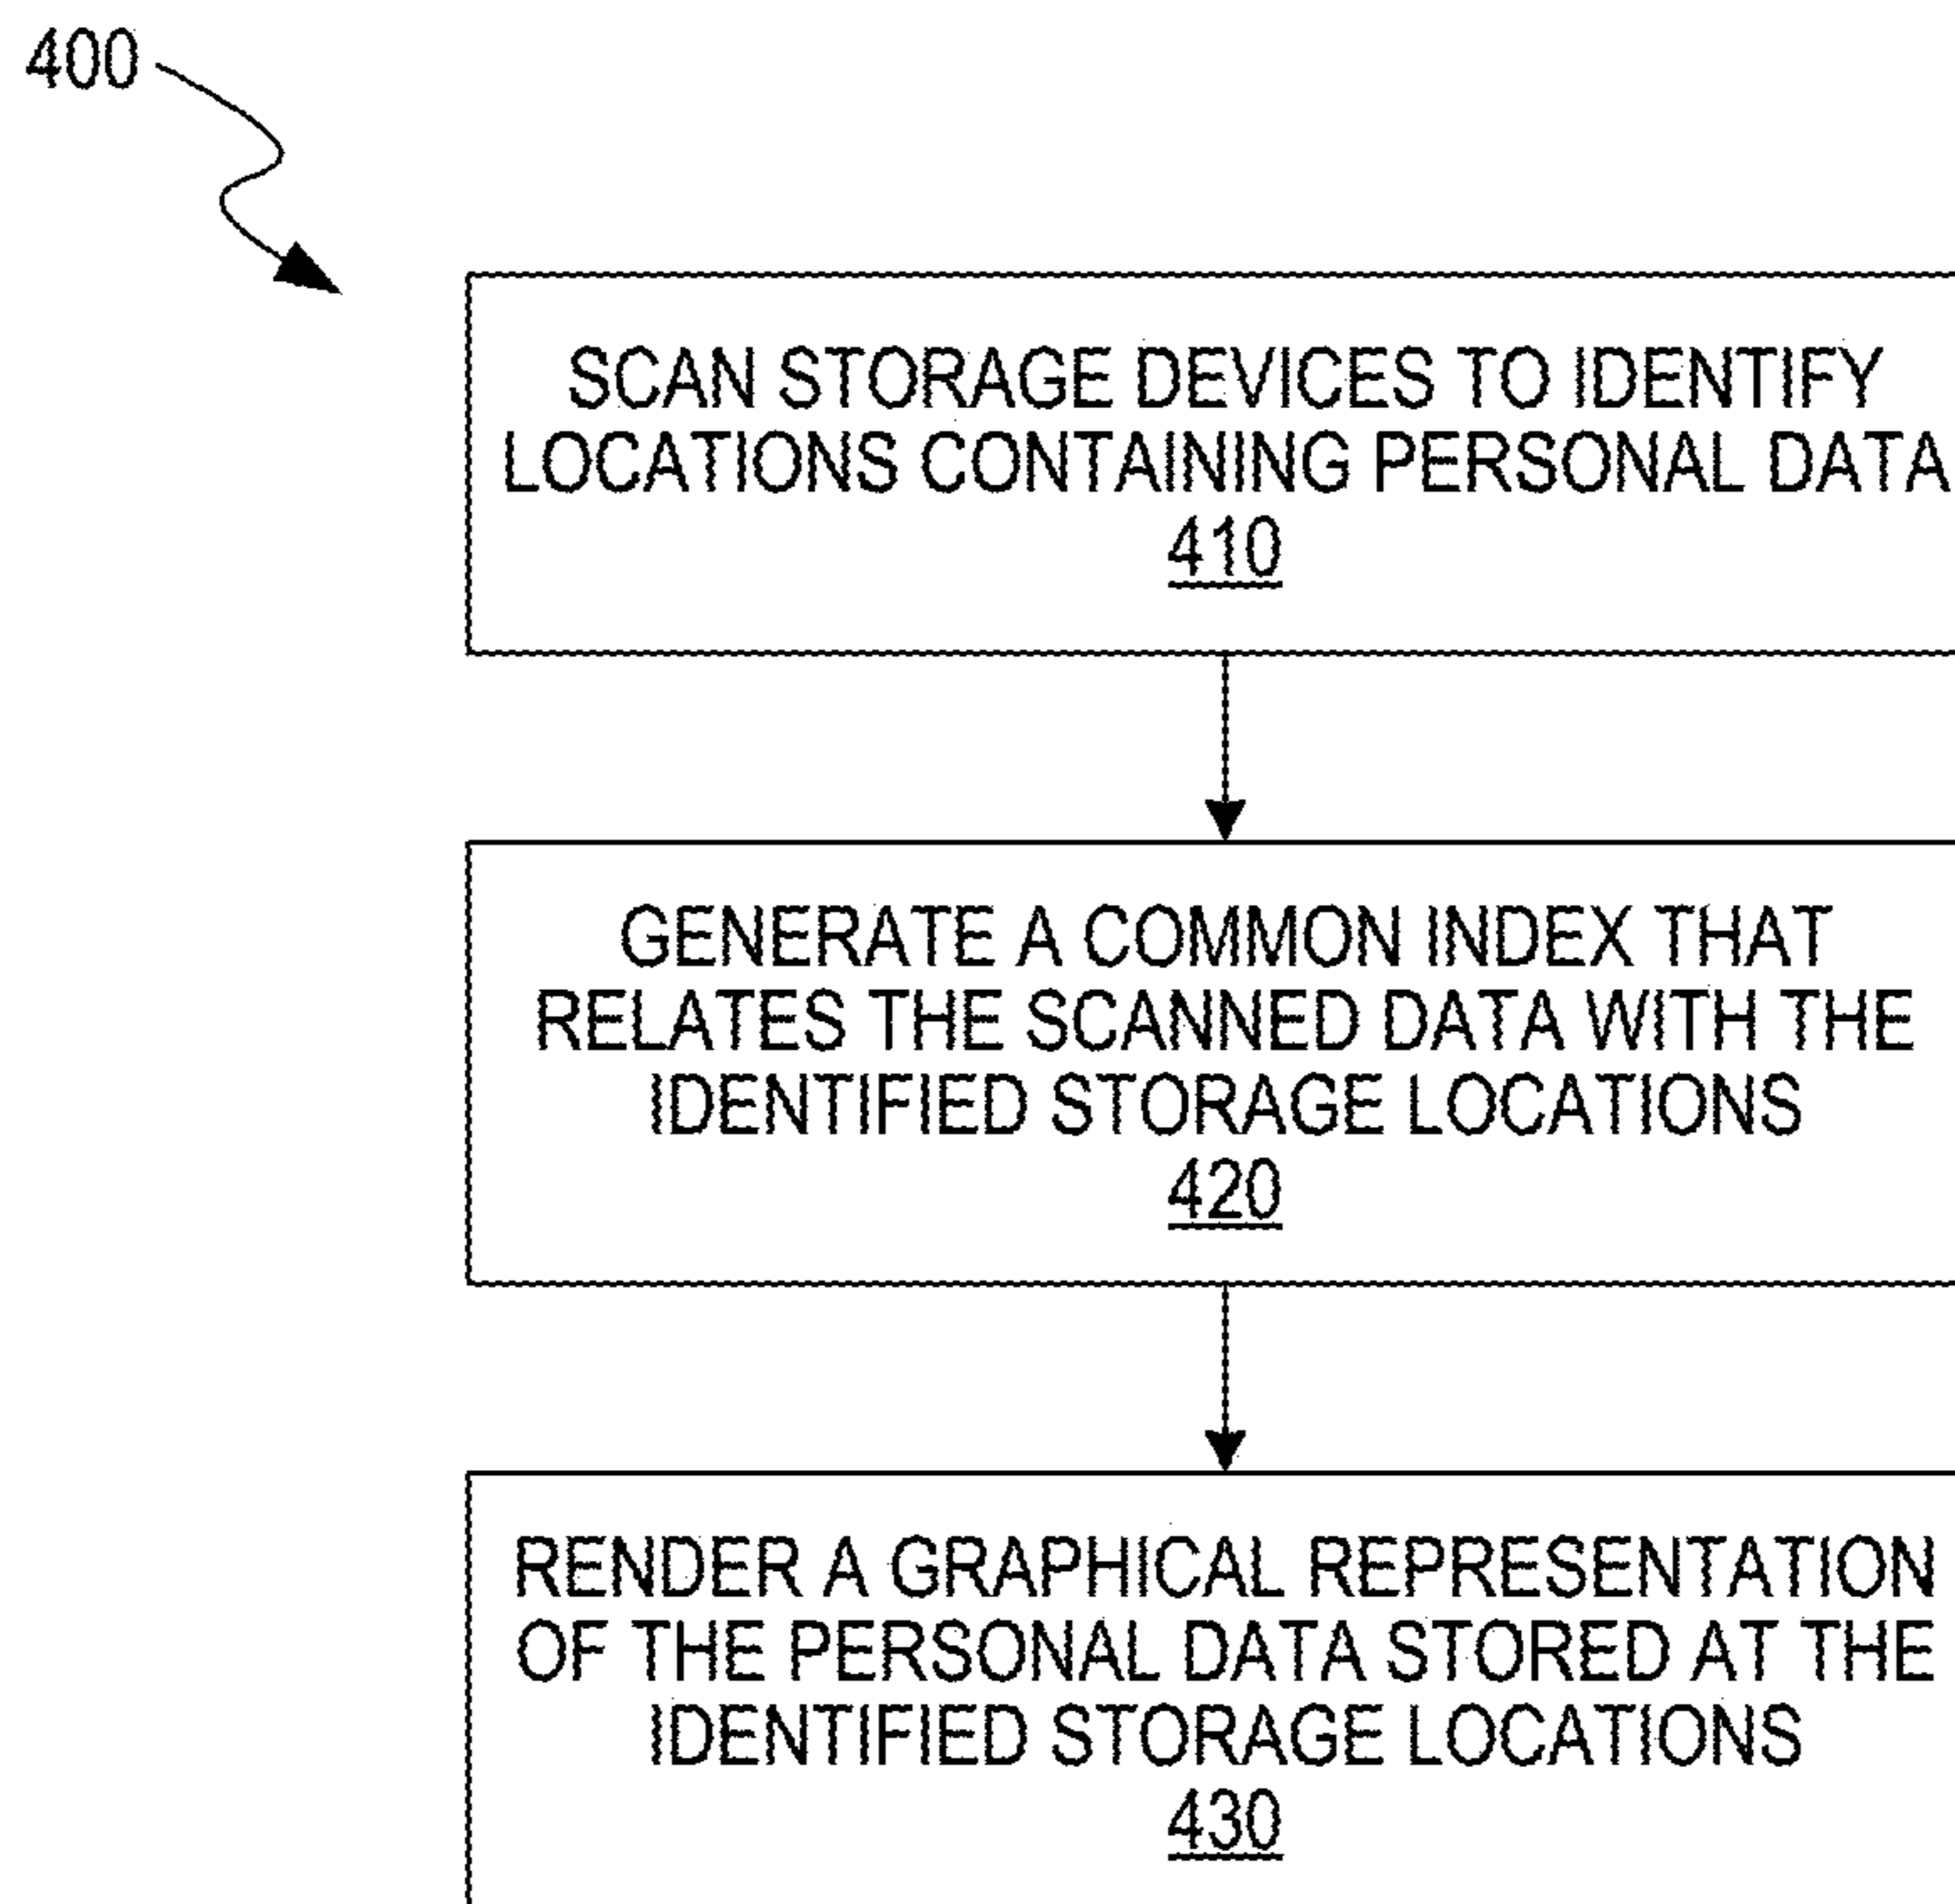 400
SCAN STORAGE DEVICES TO IDENTIFY
LOCATIONS CONTAINING PERSONAL DATA
410
GENERATE A COMMON INDEX THAT
RELATES THE SCANNED DATA WITH THE
IDENTIFIED STORAGE LOCATIONS
420
RENDER A GRAPHICAL REPRESENTATION
OF THE PERSONAL DATA STORED AT THE
IDENTIFIED STORAGE LOCATIONS
430